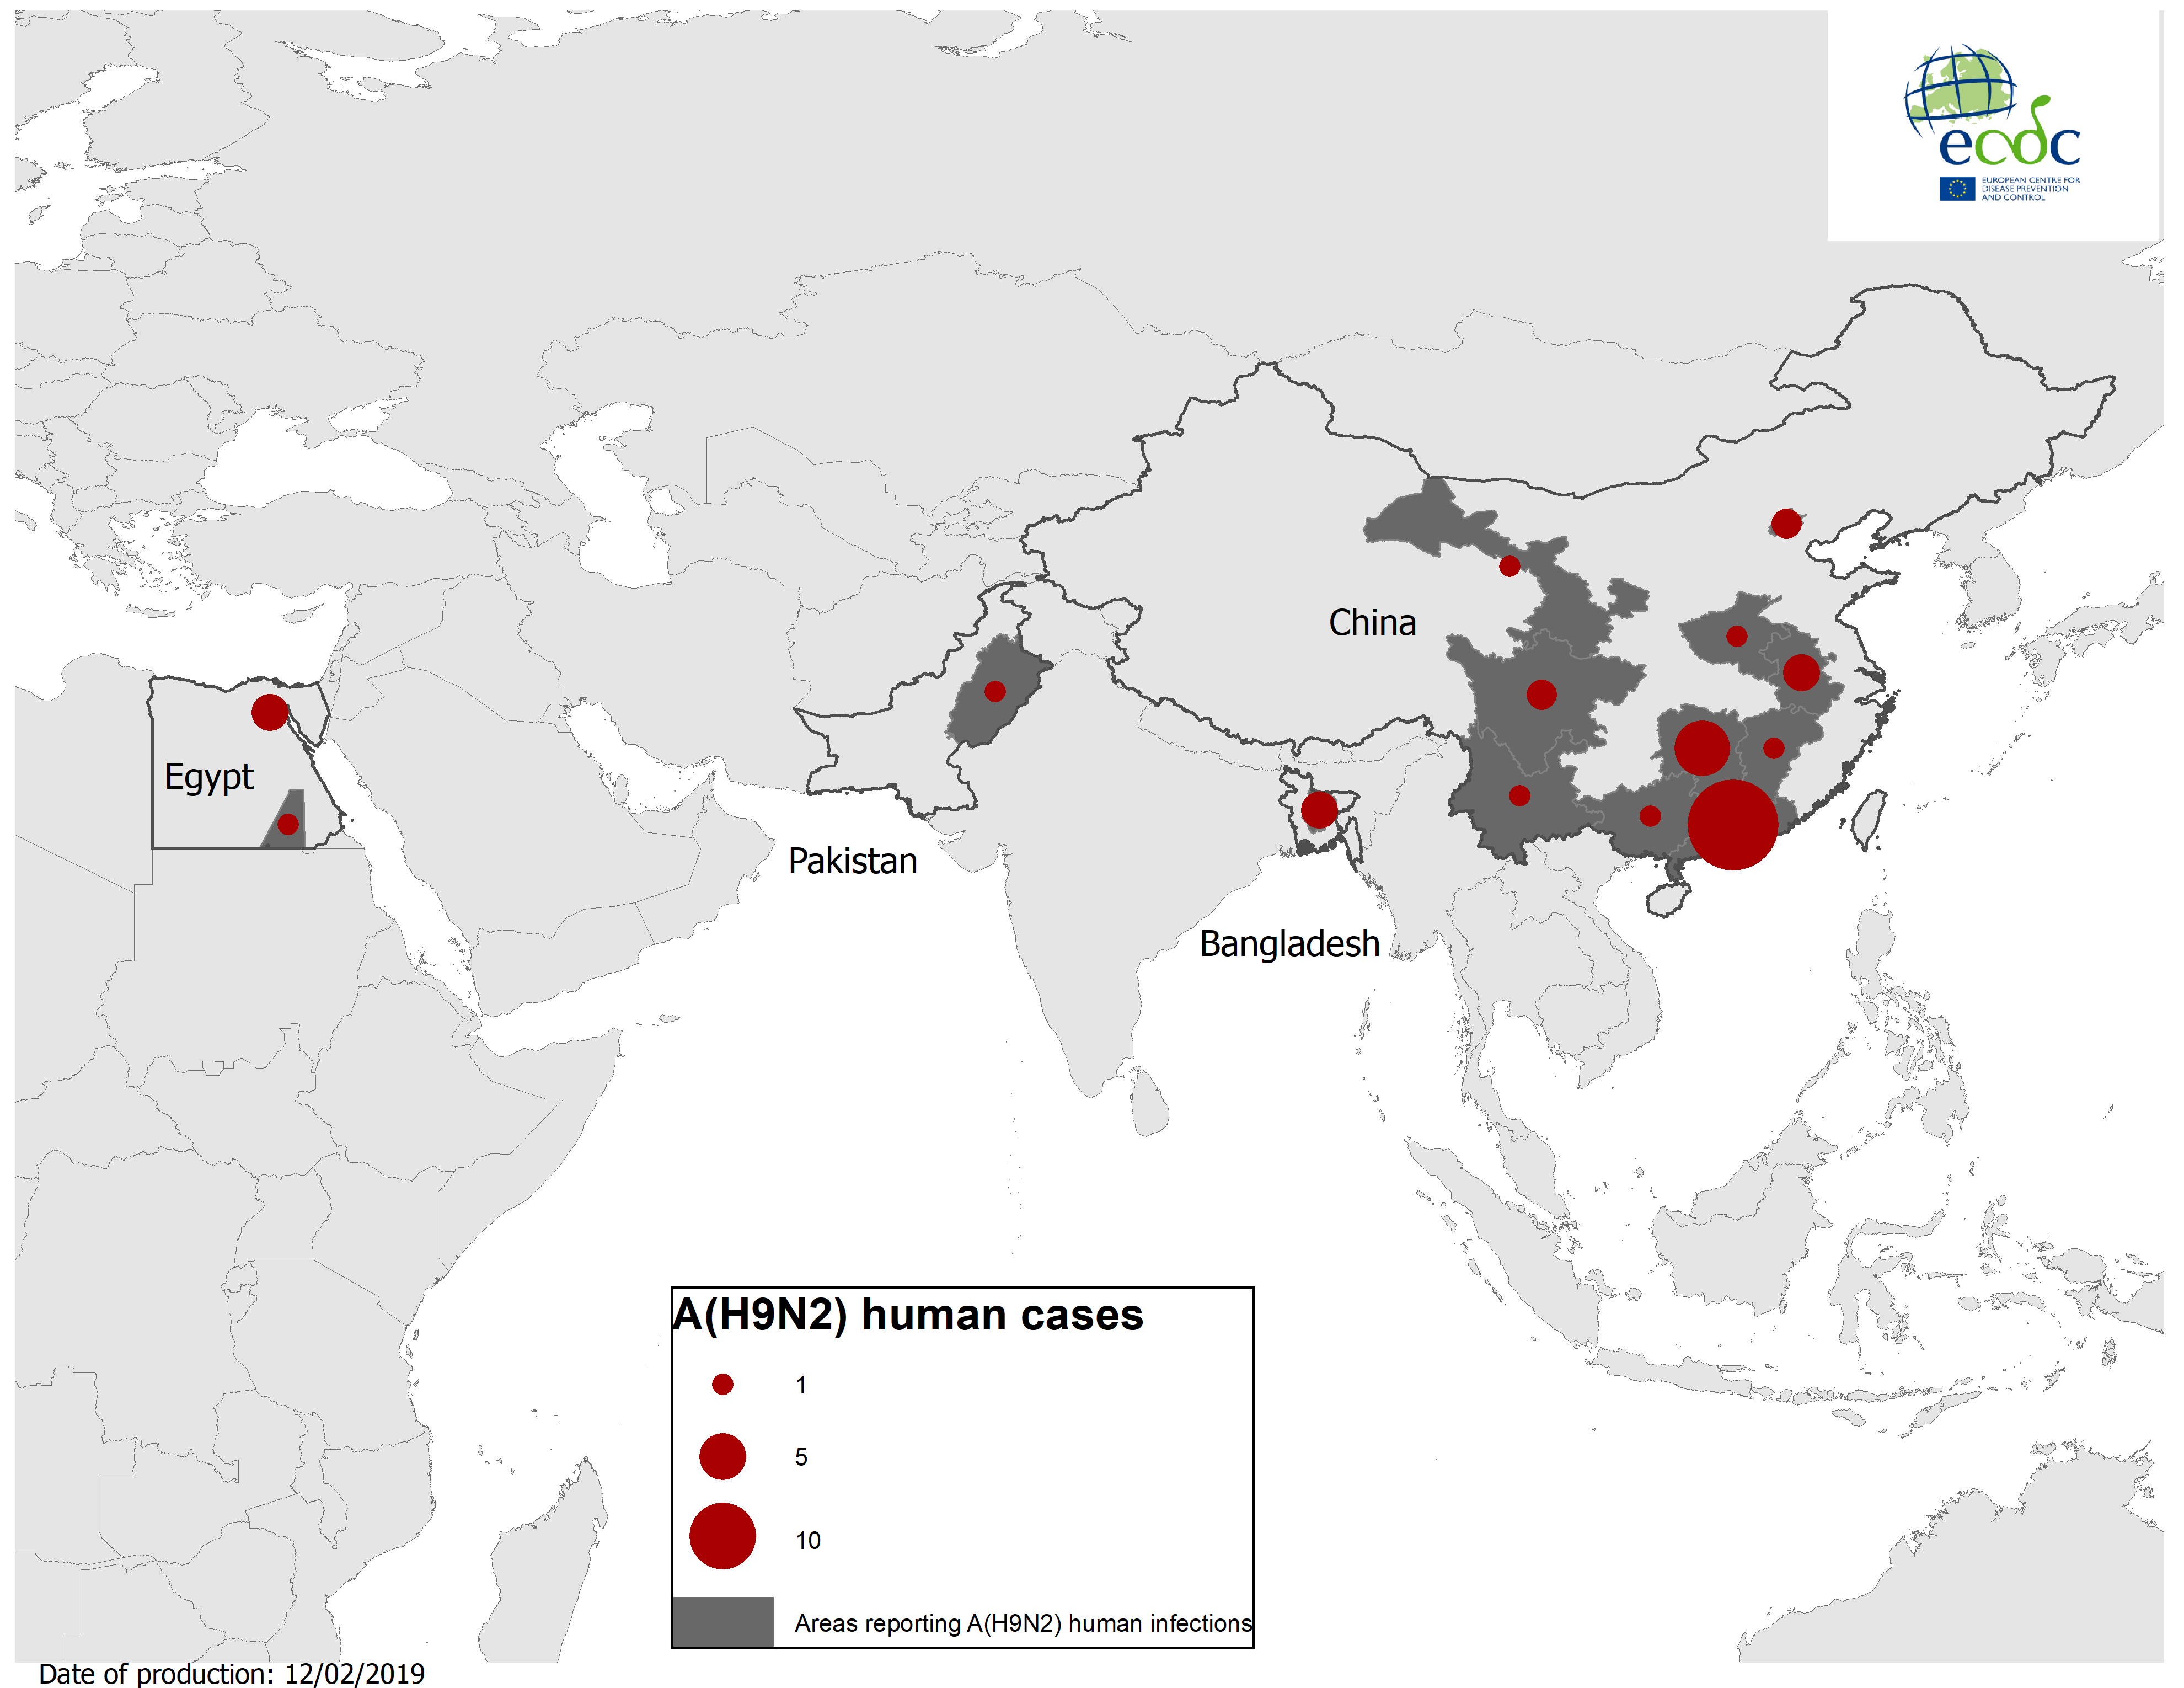 ecdc
EUROPEAN CENTRE FOR
DISEASE PREVENTION
AND CONTROL
China
Egypt
Pakistan
Bangladesh
A(H9N2) human cases
1
5
10
Areas reporting A(H9N2) human infections
Date of production: 12/02/2019